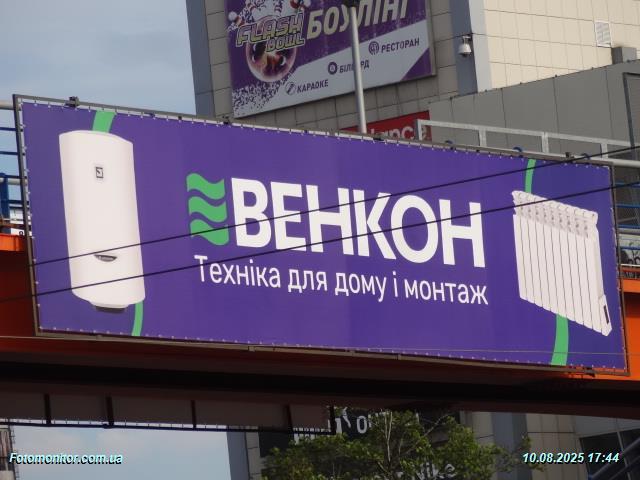 FLASH BOWL
БОУЛІНГ
КАРАОКЕ
БІЛЬЯРД
РЕСТОРАН
ВЕНКОН
Техніка для дому і монтаж
Fotomonitor.com.ua
10.08.2025 17:44